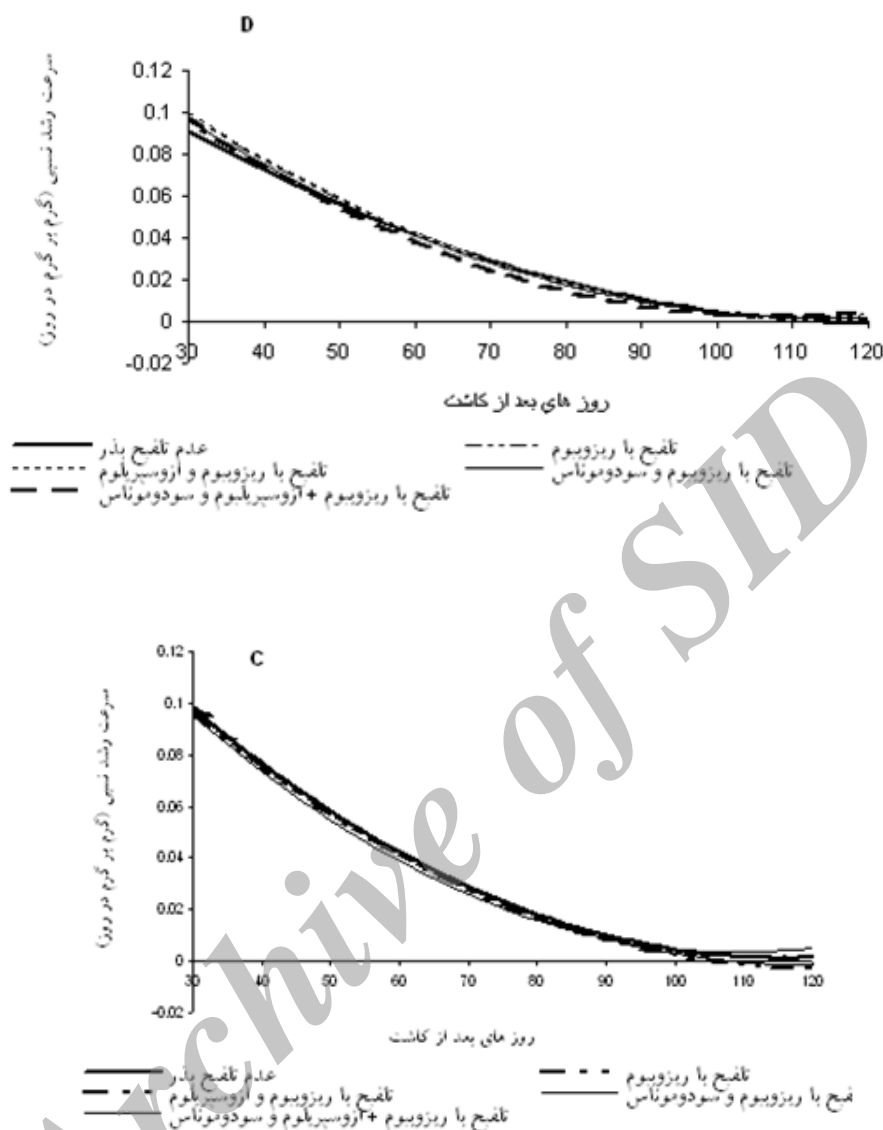 D
سرعت رشد نسبی (گرم بر گرم در روز)
0.12
0.1
0.08
0.06
0.04
0.02
0
-0.02
30 40 50 60 70 80 90 100 110 120
روز های بعد از کاشت
عدم تلقیح بذر
تلقیح با ریزوبیوم
تلقیح با ریزوبیوم و آزوسپریلوم
تلقیح با ریزوبیوم و سودوموناس
تلقیح با ریزوبیوم +آزوسپریلیوم و سودوموناس
C
سرعت رشد نسبی (گرم بر گرم در روز)
0.12
0.1
0.08
0.06
0.04
0.02
0
-0.02
30 40 50 60 70 80 90 100 110 120
روز های بعد از کاشت
عدم تلقیح بذر
تلقیح با ریزوبیوم
تلقیح با ریزوبیوم و آزوسپریلوم
تلقیح با ریزوبیوم و سودوموناس
تلقیح با ریزوبیوم +آزوسپریلوم و سودوموناس
Archive of SID